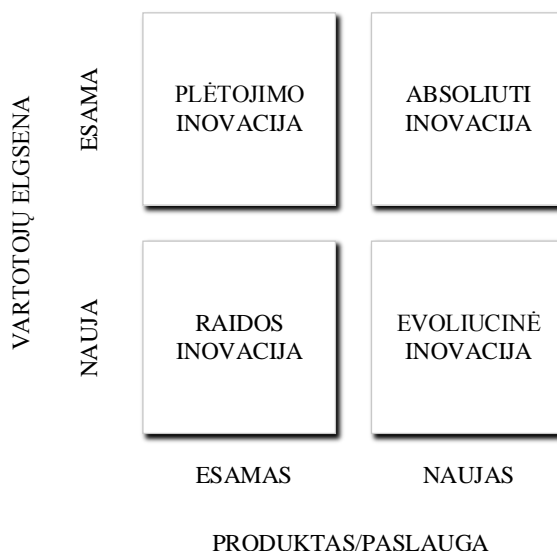 VARTOTOJŲ ELGSENA
ESAMA
PLĖTOJIMO
INOVACIJA
ABSOLIUTI
INOVACIJA
NAUJA
RAIDOS
INOVACIJA
EVOLIUCINĖ
INOVACIJA
ESAMAS
NAUJAS
PRODUKTAS/PASLAUGA